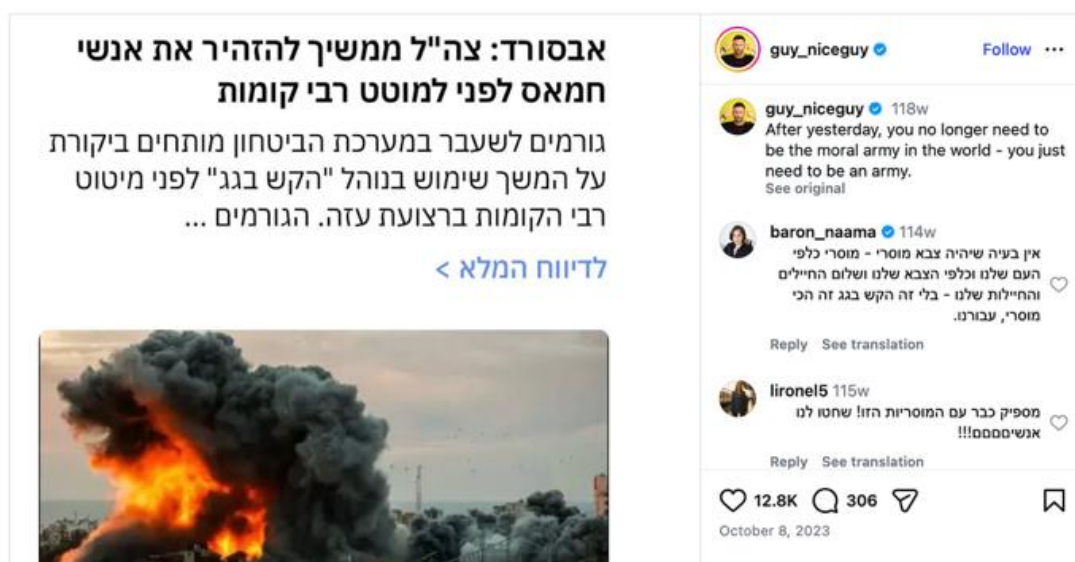 אבסורד: צה"ל ממשיך להזהיר את אנשי
חמאס לפני למוטט רבי קומות
גורמים לשעבר במערכת הביטחון מותחים ביקורת
על המשך שימוש בנוהל "הקש בגג" לפני מיטוט
רבי הקומות ברצועת עזה. הגורמים ...
לדיווח המלא >
guy_niceguy
Follow
guy_niceguy 118w
After yesterday, you no longer need to
be the moral army in the world - you just
need to be an army.
See original
baron_naama 114w
אין בעיה שיהיה צבא מוסרי - מוסרי כלפי
העם שלנו וכלפי הצבא שלנו ושלום החיילים
והחיילות שלנו - בלי זה הקש בגג זה הכי
מוסרי, עבורנו.
Reply See translation
lironel5 115w
מספיק כבר עם המוסריות הזו! שחטו לנו
אנשיםםםם!!!
Reply See translation
12.8K 306
October 8, 2023